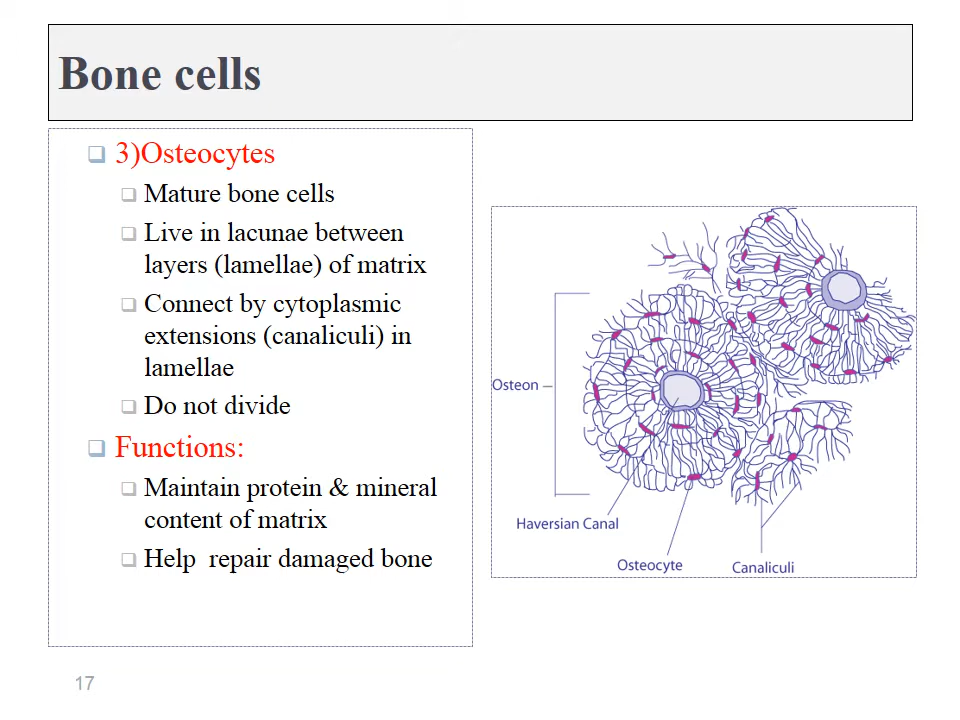 Bone cells
3)Osteocytes
Mature bone cells
Live in lacunae between
layers (lamellae) of matrix
Connect by cytoplasmic
extensions (canaliculi) in
lamellae
Do not divide
Functions:
Maintain protein & mineral
content of matrix
Help  repair damaged bone
Osteon
Haversian Canal
Osteocyte
Canaliculi
17